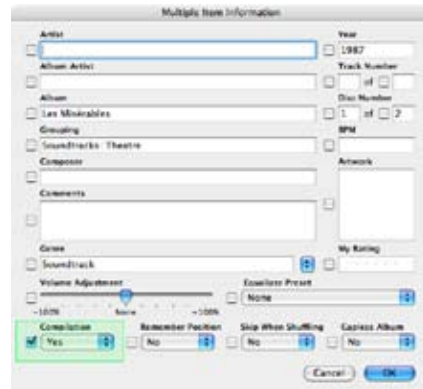 Multiple Item Information
Artist
Year
1987
Album Artist
Track Number
of
Album
Disc Number
Les Misérables
1 of 2
Grouping
BPM
Soundtracks: Theatre
Composer
Artwork
Comments
Genre
My Rating
Soundtrack
Volume Adjustment
Equalizer Preset
None
-100% None +100%
Compilation Remember Position Skip When Shuffling Gapless Album
Yes No No No
Cancel OK